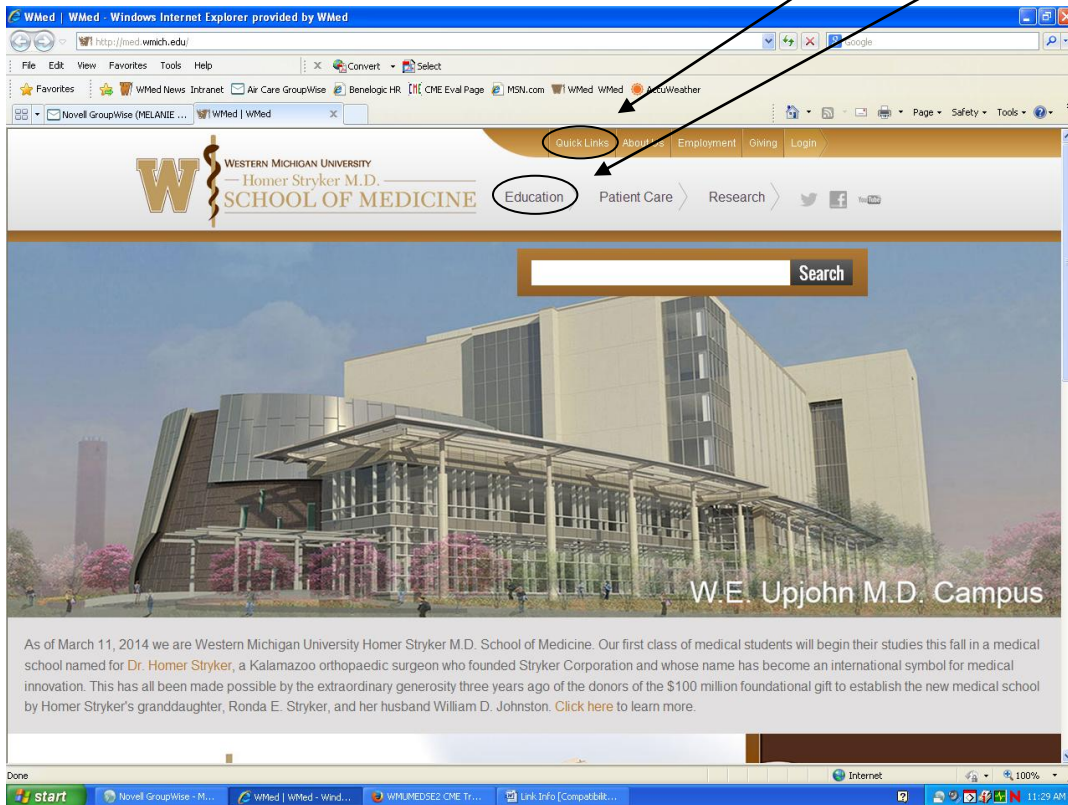 WMed | WMed - Windows Internet Explorer provided by WMed
http://med.wmich.edu/
Google
File Edit View Favorites Tools Help
Convert Select
Favorites WMed News Intranet Air Care GroupWise Benelogic HR CME Eval Page MSN.com WMed WMed AccuWeather
Novell GroupWise (MELANIE ... WMed | WMed
Page Safety Tools
Quick Links About Us Employment Giving Login
WESTERN MICHIGAN UNIVERSITY
Homer Stryker M.D.
SCHOOL OF MEDICINE
Education Patient Care Research
YouTube
Search
W.E. Upjohn M.D. Campus
As of March 11, 2014 we are Western Michigan University Homer Stryker M.D. School of Medicine. Our first class of medical students will begin their studies this fall in a medical
school named for Dr. Homer Stryker, a Kalamazoo orthopaedic surgeon who founded Stryker Corporation and whose name has become an international symbol for medical
innovation. This has all been made possible by the extraordinary generosity three years ago of the donors of the $100 million foundational gift to establish the new medical school
by Homer Stryker's granddaughter, Ronda E. Stryker, and her husband William D. Johnston. Click here to learn more.
Done Internet 100%
start Novell GroupWise - M... WMed | WMed - Wind... WMUMEDSE2 CME Tr... Link Info [Compatibilit... 11:29 AM